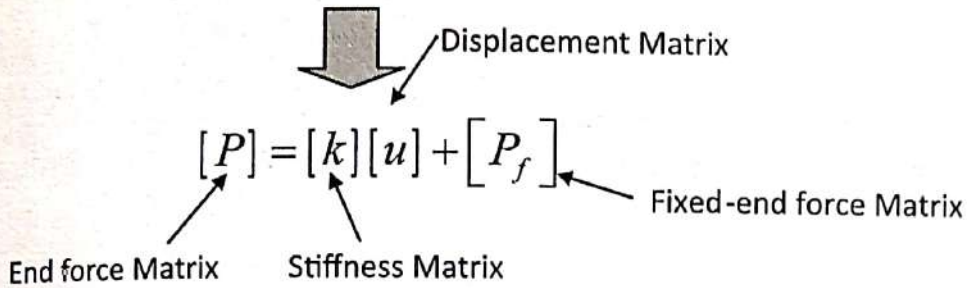 Displacement Matrix
[P] = [k][u] + [P_f]
Fixed-end force Matrix
End force Matrix
Stiffness Matrix